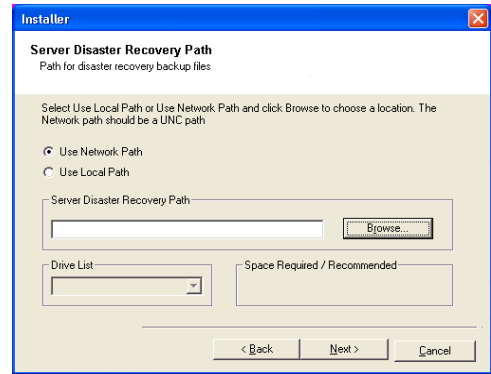 Installer
Server Disaster Recovery Path
Path for disaster recovery backup files
Select Use Local Path or Use Network Path and click Browse to choose a location. The
Network path should be a UNC path
Use Network Path
Use Local Path
Server Disaster Recovery Path
Browse...
Drive List
Space Required / Recommended
< Back
Next >
Cancel